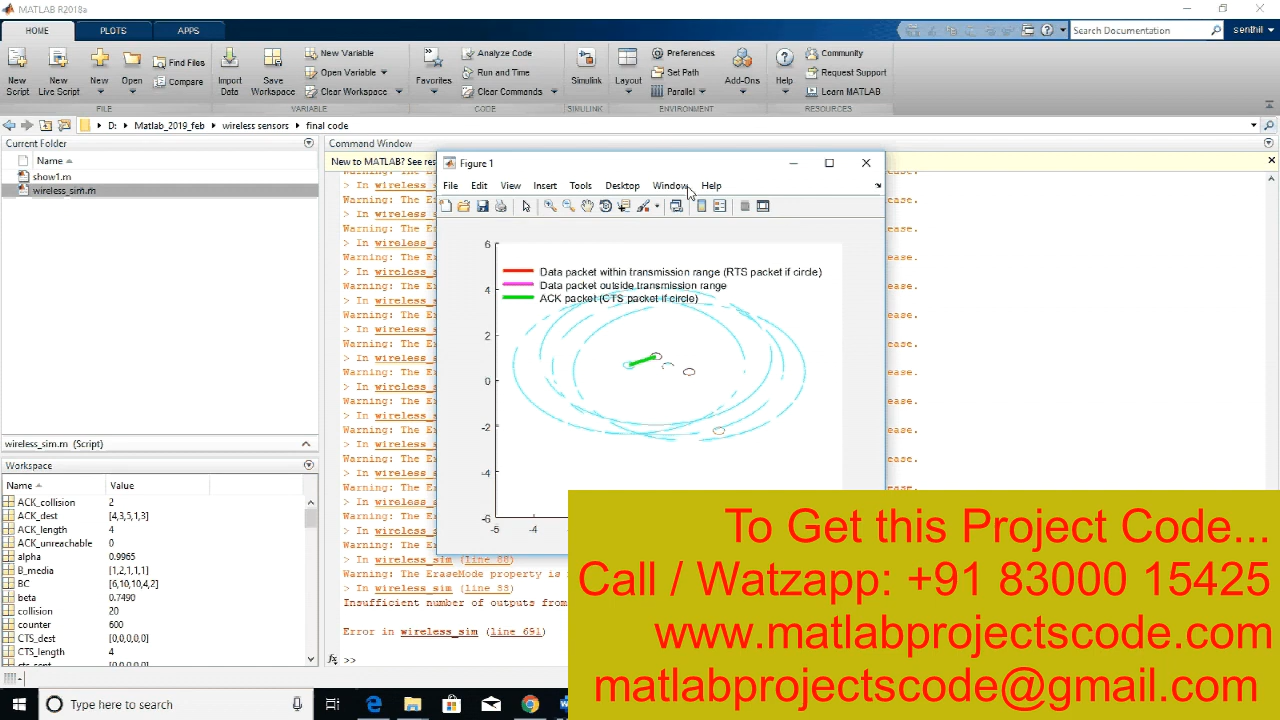 MATLAB R2018a
HOME PLOTS APPS
Search Documentation
senthil
New Script
New Live Script
New
Open
Find Files
Compare
Import Data
Save Workspace
New Variable
Open Variable
Clear Workspace
Favorites
Analyze Code
Run and Time
Clear Commands
Simulink
Layout
Preferences
Set Path
Parallel
Add-Ons
Help
Community
Request Support
Learn MATLAB
FILE VARIABLE CODE SIMULINK ENVIRONMENT RESOURCES
D: Matlab_2019_feb wireless sensors final code
Current Folder
Name
show1.m
wireless_sim.m
wireless_sim.m (Script)
Workspace
Name Value
ACK_collision 2
ACK_dest [4,3,5,1,3]
ACK_length 4
ACK_unreachable 0
alpha 0.9365
B_media [1,2,1,1,1]
BC [6,10,10,4,2]
beta 0.7490
collision 20
counter 600
CTS_dest [0,0,0,0,0]
CTS_length 4
Command Window
New to MATLAB? See
> In wireless_sim (line 88)
Warning: The EraseMode property is
> In wireless_sim (line 88)
Insufficient number of outputs from
Error in wireless_sim (line 691)
fx >>
Figure 1
File Edit View Insert Tools Desktop Window Help
Data packet within transmission range (RTS packet if circle)
Data packet outside transmission range
ACK packet (CTS packet if circle)
6
4
2
0
-2
-4
-6
-5 -4
To Get this Project Code...
Call / Watzapp: +91 83000 15425
www.matlabprojectscode.com
matlabprojectscode@gmail.com
Type here to search